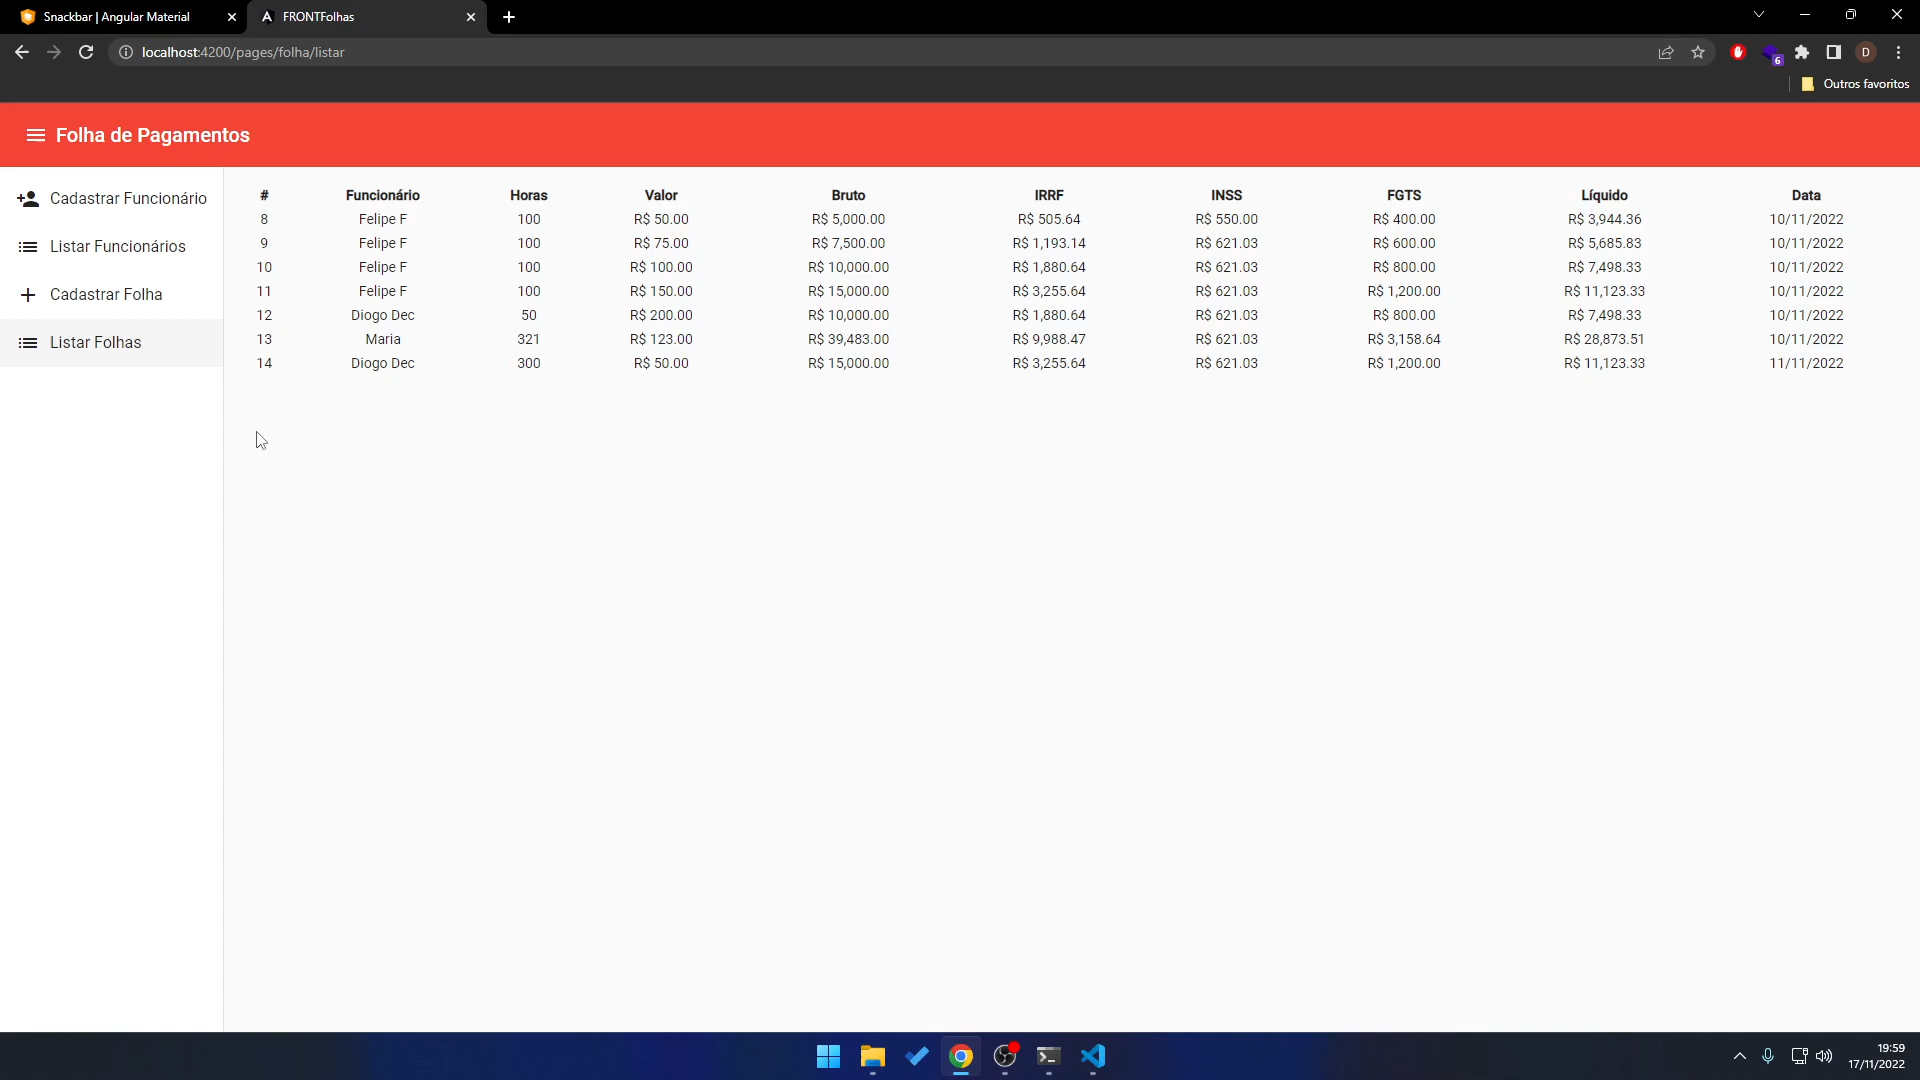 Snackbar | Angular Material
FRONTFolhas
localhost:4200/pages/folha/listar
6
D
Outros favoritos
Folha de Pagamentos
Cadastrar Funcionário
Listar Funcionários
Cadastrar Folha
Listar Folhas
# Funcionário Horas Valor Bruto IRRF INSS FGTS Líquido Data
8 Felipe F 100 R$ 50.00 R$ 5,000.00 R$ 505.64 R$ 550.00 R$ 400.00 R$ 3,944.36 10/11/2022
9 Felipe F 100 R$ 75.00 R$ 7,500.00 R$ 1,193.14 R$ 621.03 R$ 600.00 R$ 5,685.83 10/11/2022
10 Felipe F 100 R$ 100.00 R$ 10,000.00 R$ 1,880.64 R$ 621.03 R$ 800.00 R$ 7,498.33 10/11/2022
11 Felipe F 100 R$ 150.00 R$ 15,000.00 R$ 3,255.64 R$ 621.03 R$ 1,200.00 R$ 11,123.33 10/11/2022
12 Diogo Dec 50 R$ 200.00 R$ 10,000.00 R$ 1,880.64 R$ 621.03 R$ 800.00 R$ 7,498.33 10/11/2022
13 Maria 321 R$ 123.00 R$ 39,483.00 R$ 9,988.47 R$ 621.03 R$ 3,158.64 R$ 28,873.51 10/11/2022
14 Diogo Dec 300 R$ 50.00 R$ 15,000.00 R$ 3,255.64 R$ 621.03 R$ 1,200.00 R$ 11,123.33 11/11/2022
19:59
17/11/2022